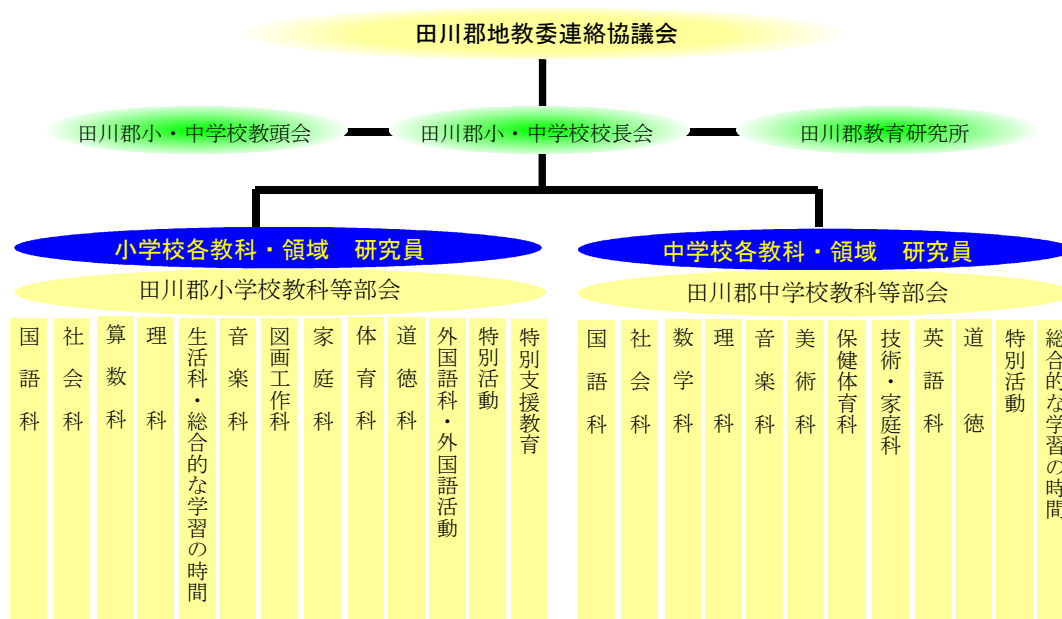 田川郡地教委連絡協議会
田川郡小・中学校教頭会
田川郡小・中学校校長会
田川郡教育研究所
小学校各教科・領域　研究員
田川郡小学校教科等部会
国語科
社会科
算数科
理科
生活科・総合的な学習の時間
音楽科
図画工作科
家庭科
体育科
道徳科
外国語科・外国語活動
特別活動
特別支援教育
中学校各教科・領域　研究員
田川郡中学校教科等部会
国語科
社会科
数学科
理科
音楽科
美術科
保健体育科
技術・家庭科
英語科
道徳
特別活動
総合的な学習の時間